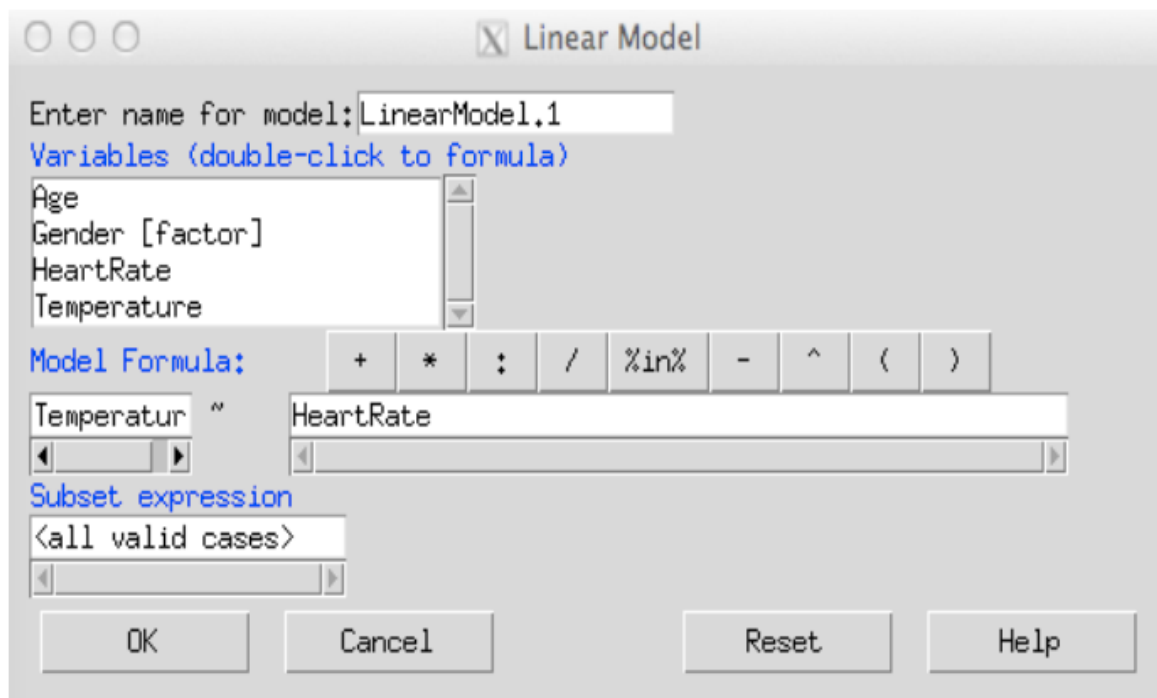 X Linear Model
Enter name for model: LinearModel.1
Variables (double-click to formula)
Age
Gender [factor]
HeartRate
Temperature
Model Formula: + * : / %in% - ^ ( )
Temperatur ~ HeartRate
Subset expression
<all valid cases>
OK Cancel Reset Help